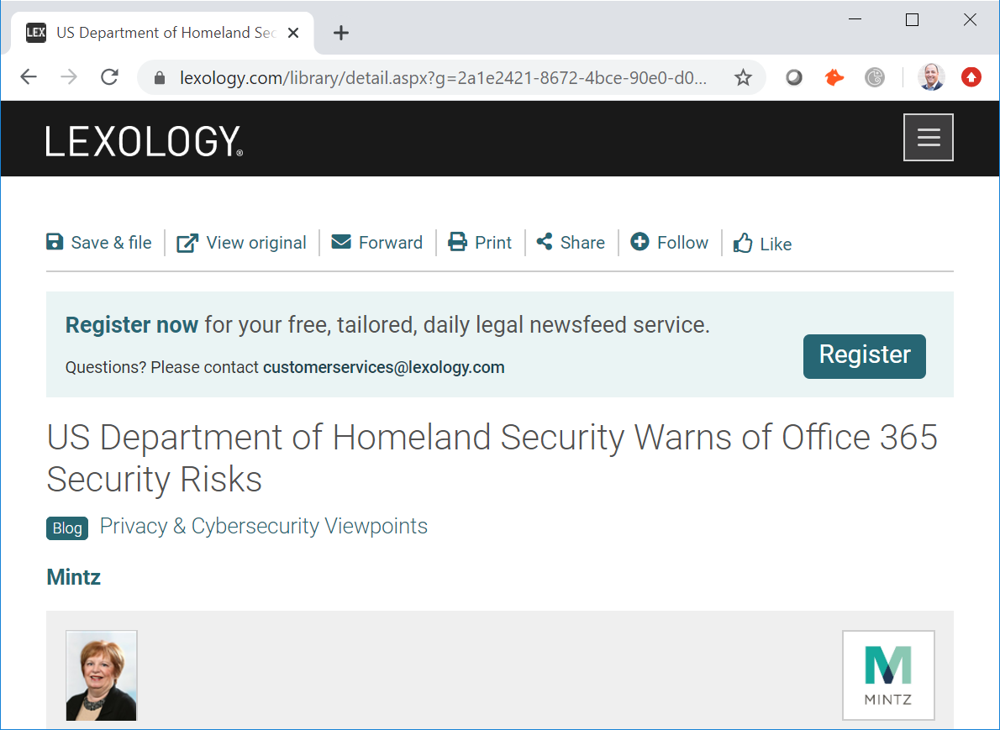 LEX US Department of Homeland Sec
lexology.com/library/detail.aspx?g=2a1e2421-8672-4bce-90e0-d0...
LEXOLOGY®
Save & file View original Forward Print Share Follow Like
Register now for your free, tailored, daily legal newsfeed service.
Register
Questions? Please contact customerservices@lexology.com
US Department of Homeland Security Warns of Office 365
Security Risks
Blog Privacy & Cybersecurity Viewpoints
Mintz
M
MINTZ